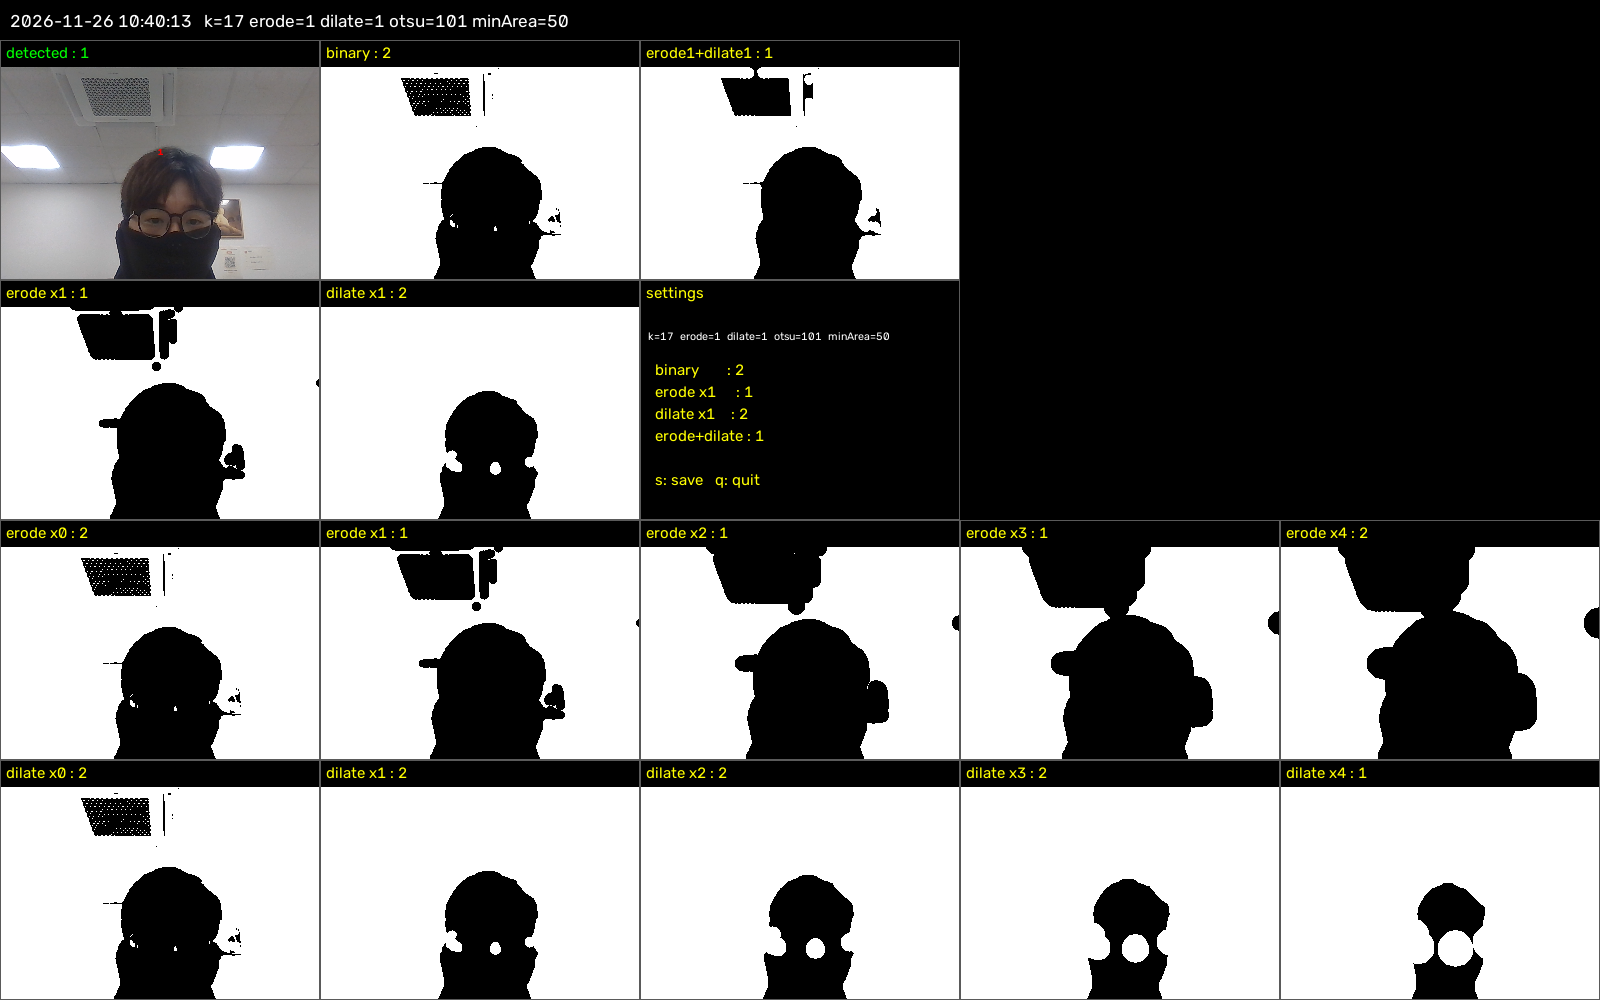 2026-11-26 10:40:13 k=17 erode=1 dilate=1 otsu=101 minArea=50
detected : 1
binary : 2
erode1+dilate1 : 1
erode x1 : 1
dilate x1 : 2
settings
k=17 erode=1 dilate=1 otsu=101 minArea=50
binary : 2
erode x1 : 1
dilate x1 : 2
erode+dilate : 1
s: save q: quit
erode x0 : 2
erode x1 : 1
erode x2 : 1
erode x3 : 1
erode x4 : 2
dilate x0 : 2
dilate x1 : 2
dilate x2 : 2
dilate x3 : 2
dilate x4 : 1